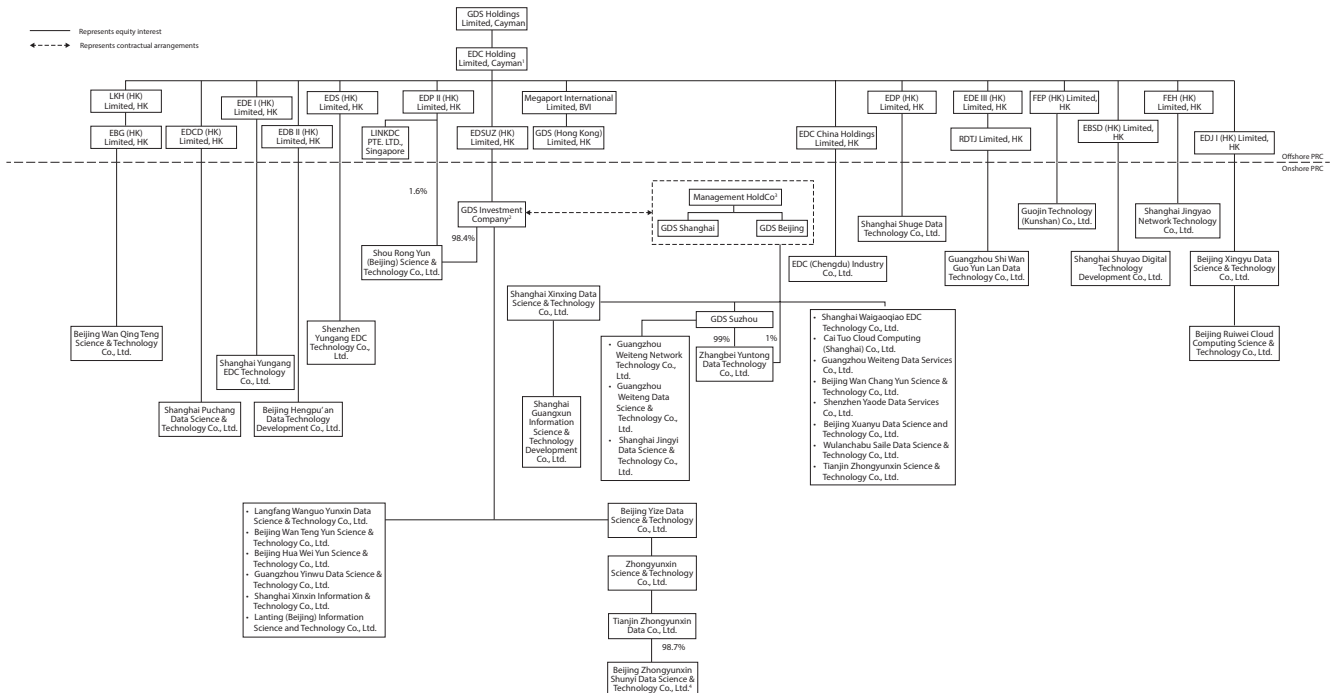 GDS Holdings
Limited, Cayman
Represents equity interest
Represents contractual arrangements
EDC Holding
Limited, Cayman¹
LKH (HK)
Limited, HK
EDE I (HK)
Limited, HK
EDS (HK)
Limited, HK
EDP II (HK)
Limited, HK
Megaport International
Limited, BVI
EDP (HK)
Limited, HK
EDE III (HK)
Limited, HK
FEP (HK) Limited,
HK
FEH (HK)
Limited, HK
EBG (HK)
Limited, HK
EDCD (HK)
Limited, HK
EDB II (HK)
Limited, HK
LINKDC
PTE. LTD.,
Singapore
EDSUZ (HK)
Limited, HK
GDS (Hong Kong)
Limited, HK
EDC China Holdings
Limited, HK
RDTJ Limited, HK
EBSD (HK) Limited,
HK
EDJ I (HK) Limited,
HK
Offshore PRC
Onshore PRC
1.6%
GDS Investment
Company²
98.4%
Management HoldCo³
GDS Shanghai
GDS Beijing
Shou Rong Yun
(Beijing) Science &
Technology Co., Ltd.
Shanghai Shuge Data
Technology Co., Ltd.
Guojin Technology
(Kunshan) Co., Ltd.
Shanghai Jingyao
Network Technology
Co., Ltd.
EDC (Chengdu) Industry
Co., Ltd.
Guangzhou Shi Wan
Guo Yun Lan Data
Technology Co., Ltd.
Shanghai Shuyao Digital
Technology
Development Co., Ltd.
Beijing Xingyu Data
Science & Technology
Co., Ltd.
Beijing Wan Qing Teng
Science & Technology
Co., Ltd.
Shanghai Yungang
EDC Technology
Co., Ltd.
Shenzhen
Yungang EDC
Technology Co.,
Ltd.
Shanghai Puchang
Data Science &
Technology Co., Ltd.
Beijing Hengpu' an
Data Technology
Development Co., Ltd.
Shanghai Xinxing Data
Science & Technology
Co., Ltd.
Shanghai
Guangxun
Information
Science &
Technology
Development
Co., Ltd.
GDS Suzhou
99%
1%
• Guangzhou
Weiteng Network
Technology Co.,
Ltd.
• Guangzhou
Weiteng Data
Science &
Technology Co.,
Ltd.
• Shanghai Jingyi
Data Science &
Technology Co.,
Ltd.
Zhangbei Yuntong
Data Technology
Co., Ltd.
• Shanghai Waigaoqiao EDC
Technology Co., Ltd.
• Cai Tuo Cloud Computing
(Shanghai) Co., Ltd.
• Guangzhou Weiteng Data Services
Co., Ltd.
• Beijing Wan Chang Yun Science &
Technology Co., Ltd.
• Shenzhen Yaode Data Services
Co., Ltd.
• Beijing Xuanyu Data Science and
Technology Co., Ltd.
• Wulanchabu Saile Data Science &
Technology Co., Ltd.
• Tianjin Zhongyunxin Science &
Technology Co., Ltd.
Beijing Ruiwei Cloud
Computing Science &
Technology Co., Ltd.
• Langfang Wanguo Yunxin Data
Science & Technology Co., Ltd.
• Beijing Wan Teng Yun Science &
Technology Co., Ltd.
• Beijing Hua Wei Yun Science &
Technology Co., Ltd.
• Guangzhou Yinwu Data Science &
Technology Co., Ltd.
• Shanghai Xinxin Information &
Technology Co., Ltd.
• Lanting (Beijing) Information
Science and Technology Co., Ltd.
Beijing Yize Data
Science & Technology
Co., Ltd.
Zhongyunxin
Science & Technology
Co., Ltd.
Tianjin Zhongyunxin
Data Co., Ltd.
98.7%
Beijing Zhongyunxin
Shunyi Data Science &
Technology Co., Ltd.⁴